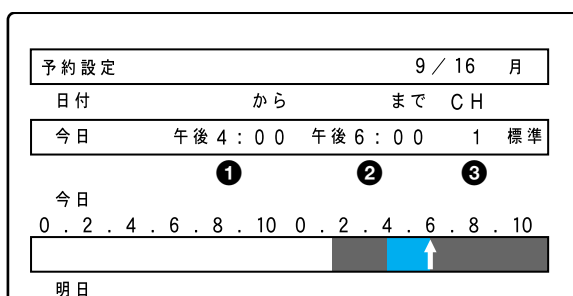 予約設定 9／16 月
日付 から まで CH
今日 午後4：00 午後6：00 1 標準
❶ ❷ ❸
今日
0 . 2 . 4 . 6 . 8 . 10 0 . 2 . 4 . 6 . 8 . 10
明日